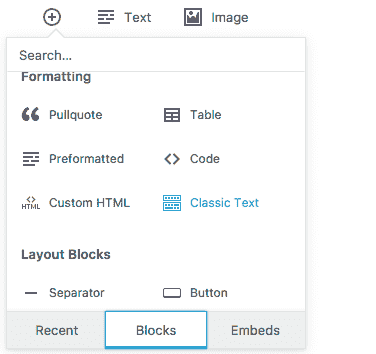 Text Image
Search...
Formatting
Pullquote Table
Preformatted Code
HTML Custom HTML Classic Text
Layout Blocks
Separator Button
Recent Blocks Embeds